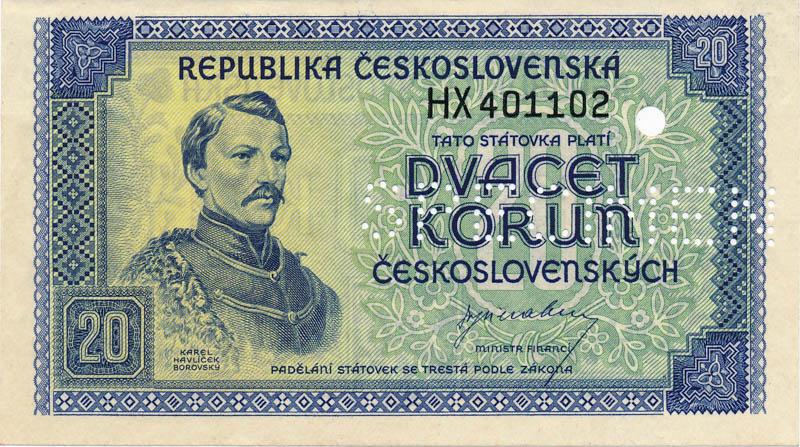 20
REPUBLIKA ČESKOSLOVENSKÁ
HX 401102
TATO STÁTOVKA PLATÍ
DVACET
KORUN
SPECIMEN
ČESKOSLOVENSKÝCH
20
KAREL
HAVLÍČEK
BOROVSKÝ
MINISTR FINANCÍ
PADĚLÁNÍ STÁTOVEK SE TRESTÁ PODLE ZÁKONA